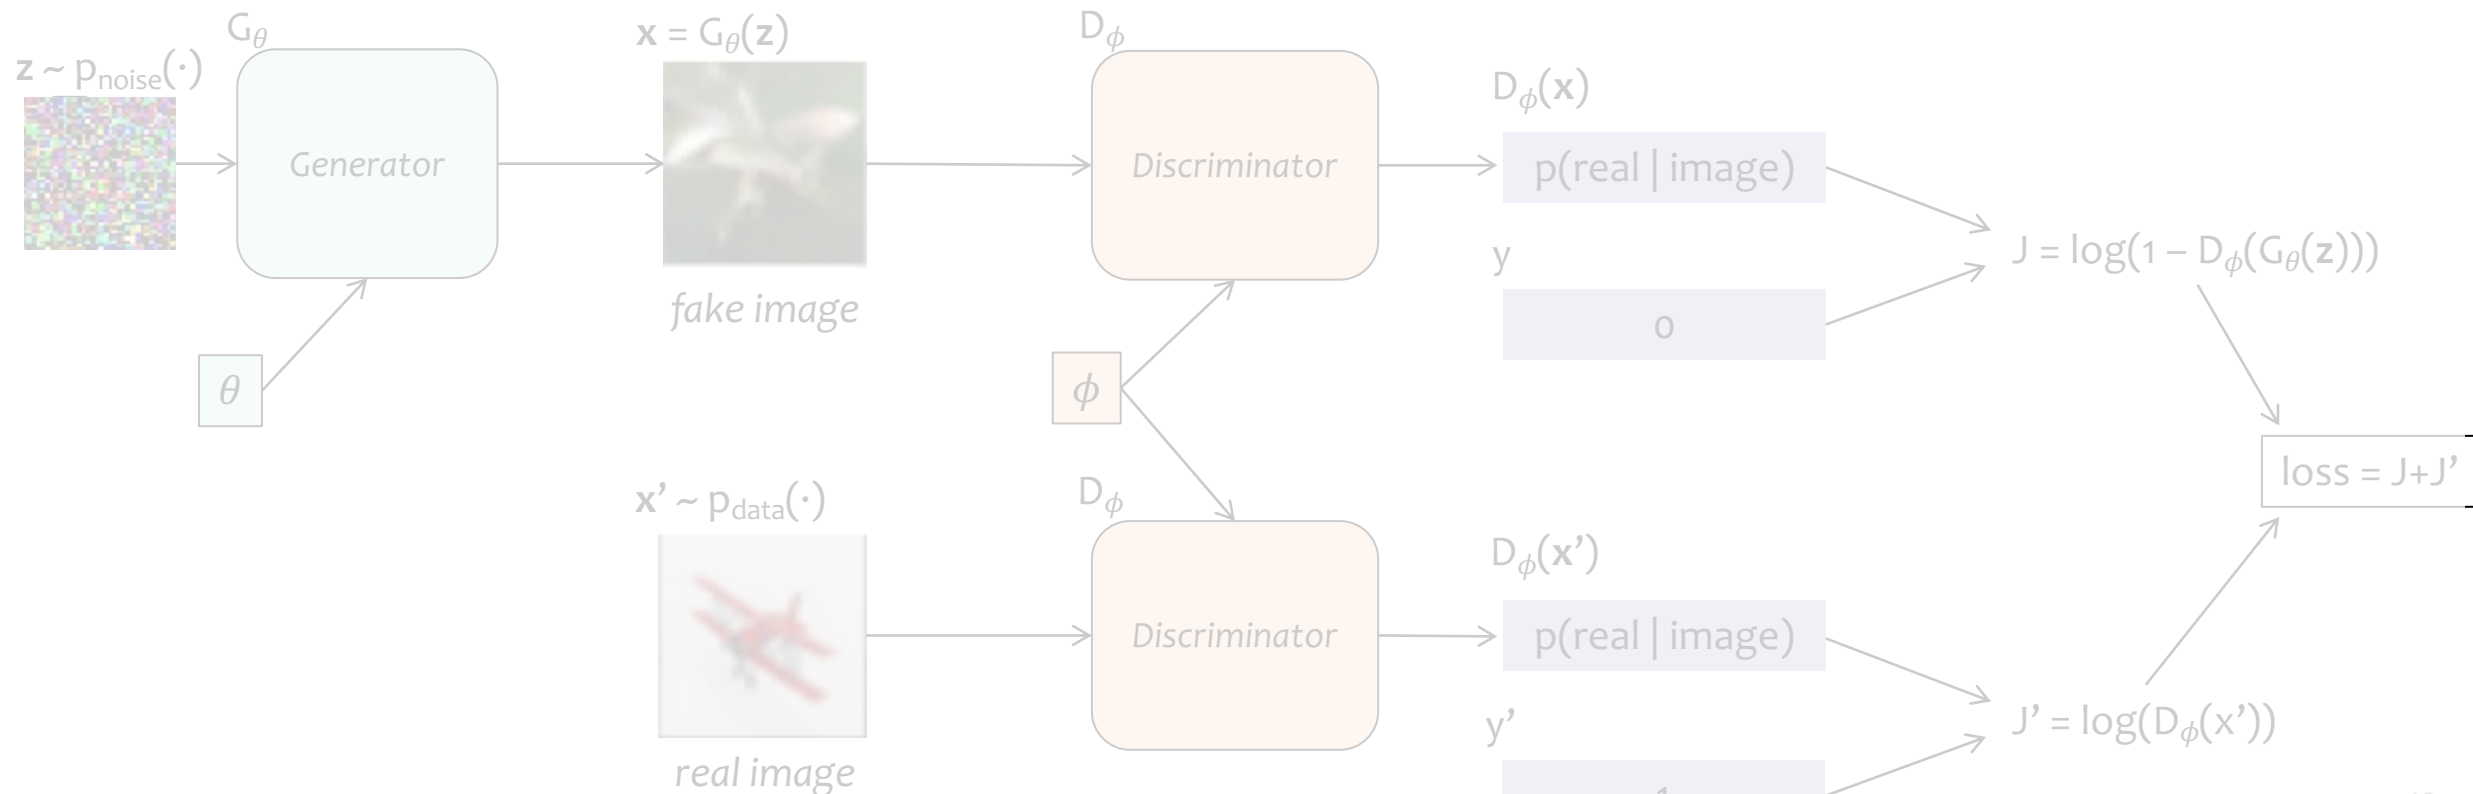 G_θ
x = G_θ(z)
D_ϕ
z ~ p_noise(·)
D_ϕ(x)
Generator
Discriminator
p(real | image)
y
J = log(1 – D_ϕ(G_θ(z)))
fake image
0
θ
ϕ
loss = J+J’
x’ ~ p_data(·)
D_ϕ
D_ϕ(x’)
Discriminator
p(real | image)
y’
J’ = log(D_ϕ(x’))
real image